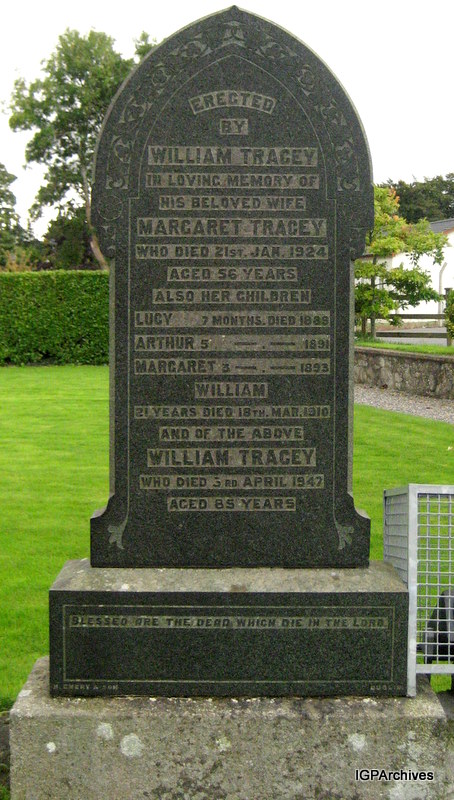 ERECTED
BY
WILLIAM TRACEY
IN LOVING MEMORY OF
HIS BELOVED WIFE
MARGARET TRACEY
WHO DIED 21ST. JAN. 1924
AGED 56 YEARS
ALSO HER CHILDREN
LUCY 7 MONTHS. DIED 1888
ARTHUR 5 — . — 1891
MARGARET 3 — . — 1893
WILLIAM
21 YEARS DIED 18TH. MAR. 1910
AND OF THE ABOVE
WILLIAM TRACEY
WHO DIED 3RD APRIL 1947
AGED 85 YEARS
BLESSED ARE THE DEAD WHICH DIE IN THE LORD.
& SON
IGPArchives